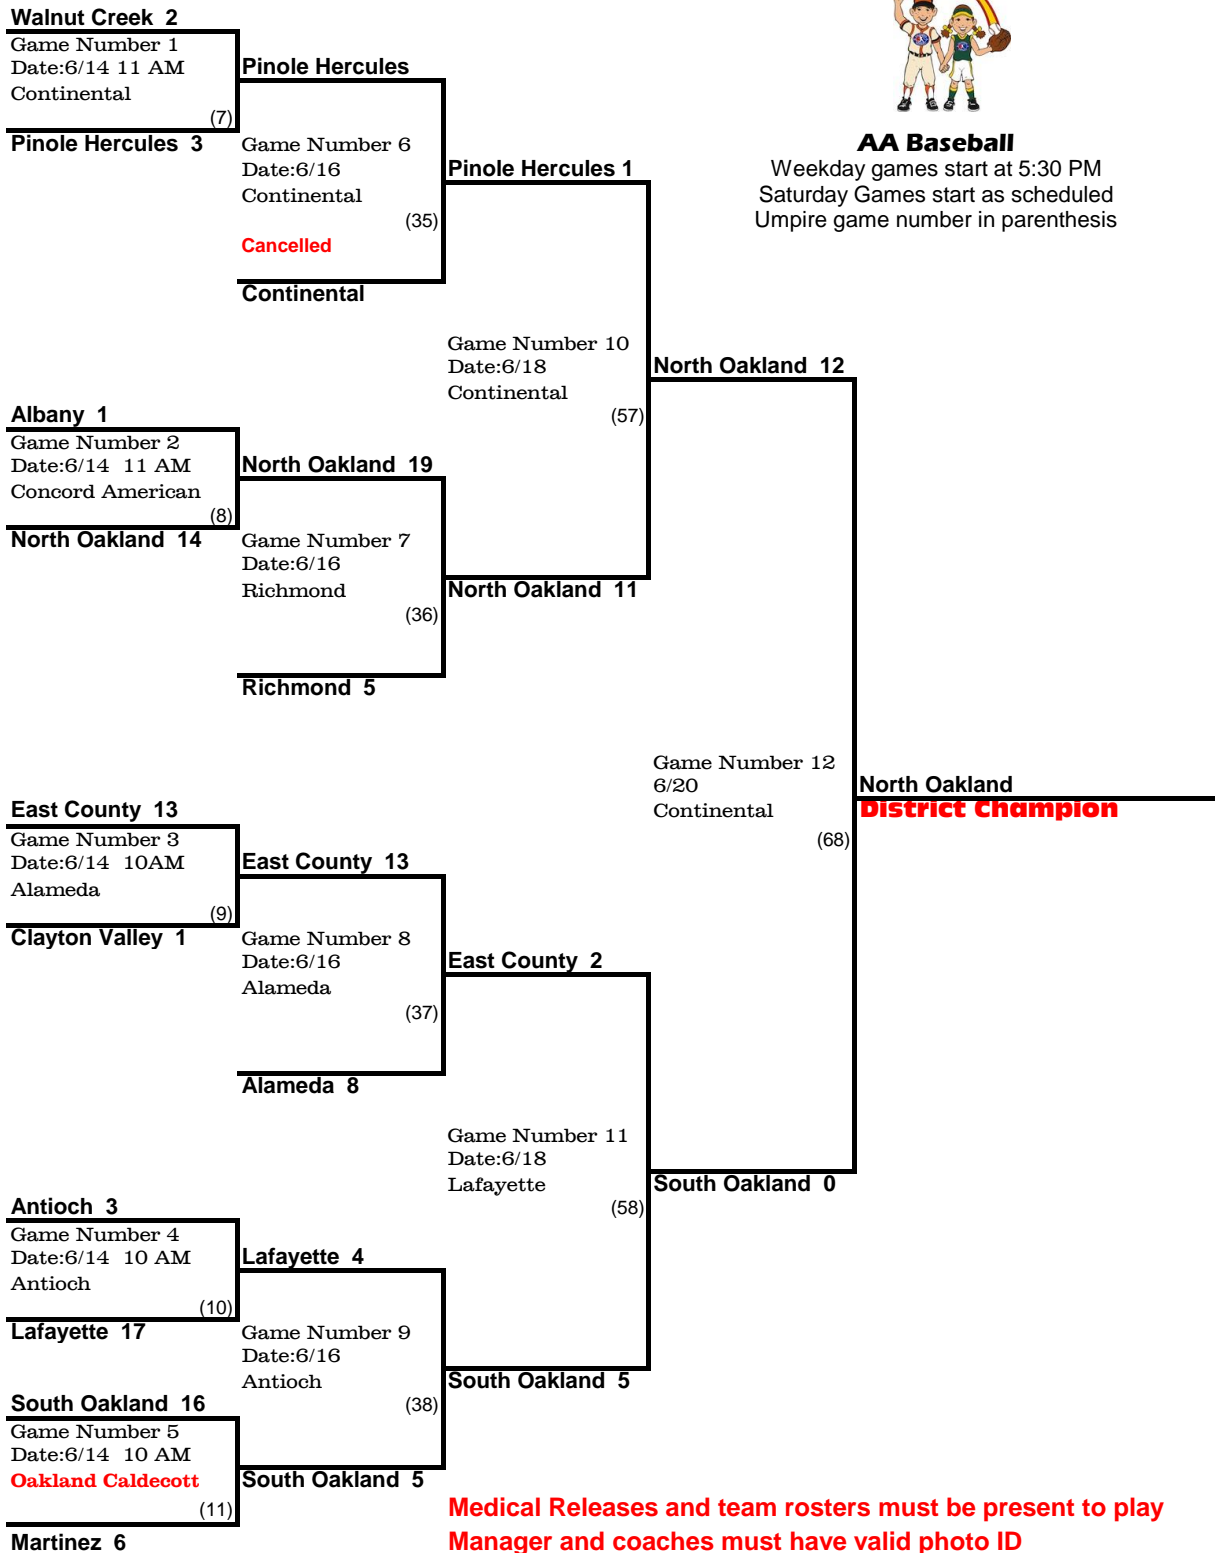 Walnut Creek 2
Game Number 1
Date:6/14 11 AM
Continental
(7)
Pinole Hercules 3
Pinole Hercules
Game Number 6
Date:6/16
Continental
(35)
Cancelled
Continental
Pinole Hercules 1
AA Baseball
Weekday games start at 5:30 PM
Saturday Games start as scheduled
Umpire game number in parenthesis
Game Number 10
Date:6/18
Continental
(57)
North Oakland 12
Albany 1
Game Number 2
Date:6/14 11 AM
Concord American
(8)
North Oakland 14
North Oakland 19
Game Number 7
Date:6/16
Richmond
(36)
Richmond 5
North Oakland 11
Game Number 12
6/20
Continental
(68)
North Oakland
District Champion
East County 13
Game Number 3
Date:6/14 10AM
Alameda
(9)
Clayton Valley 1
East County 13
Game Number 8
Date:6/16
Alameda
(37)
Alameda 8
East County 2
Game Number 11
Date:6/18
Lafayette
(58)
South Oakland 0
Antioch 3
Game Number 4
Date:6/14 10 AM
Antioch
(10)
Lafayette 17
Lafayette 4
Game Number 9
Date:6/16
Antioch
(38)
South Oakland 5
South Oakland 16
Game Number 5
Date:6/14 10 AM
Oakland Caldecott
(11)
Martinez 6
South Oakland 5
Medical Releases and team rosters must be present to play
Manager and coaches must have valid photo ID